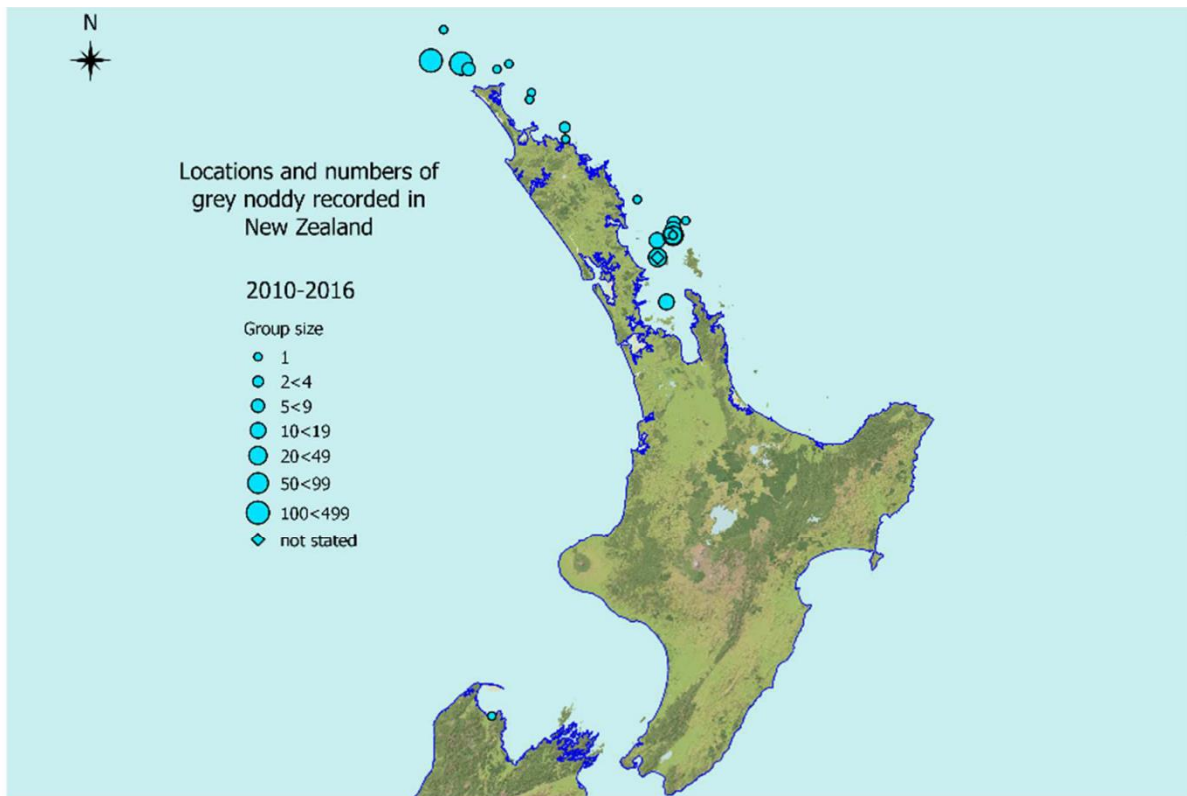 N
Locations and numbers of
grey noddy recorded in
New Zealand
2010-2016
Group size
1
2<4
5<9
10<19
20<49
50<99
100<499
not stated